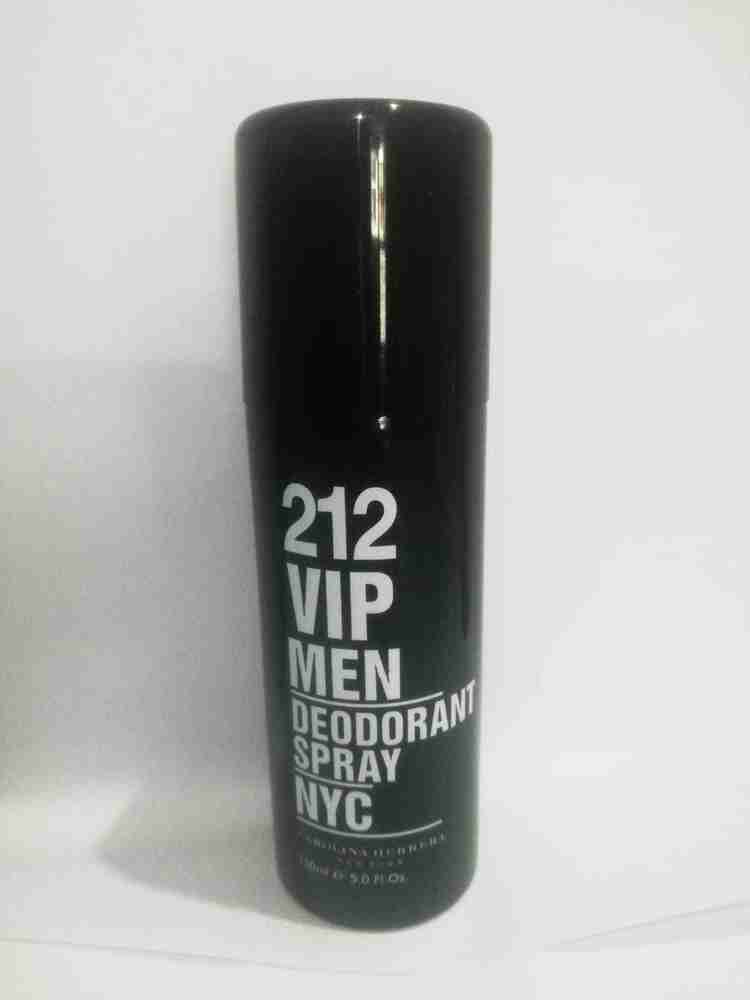 212
VIP
MEN
DEODORANT
SPRAY
NYC
CAROLINA HERRERA
NEW YORK
150ml ℮ 5.0 Fl.Oz.